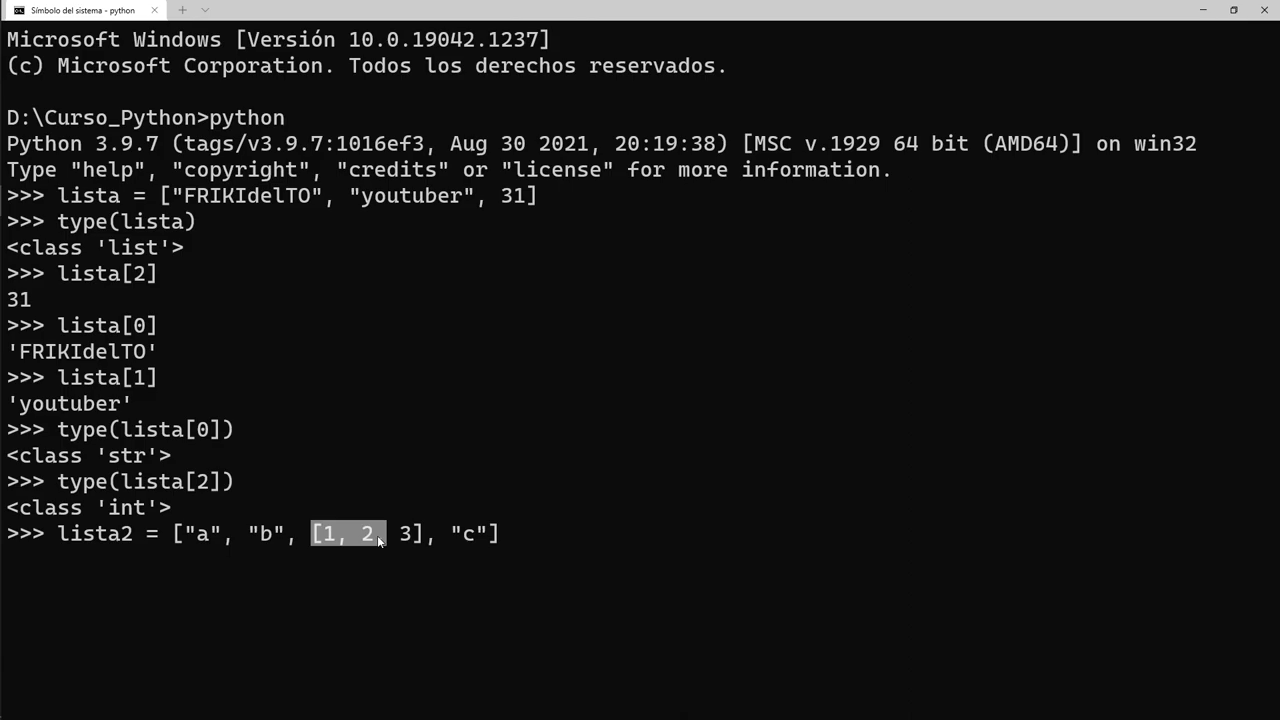 Símbolo del sistema - python
Microsoft Windows [Versión 10.0.19042.1237]
(c) Microsoft Corporation. Todos los derechos reservados.
D:\Curso_Python>python
Python 3.9.7 (tags/v3.9.7:1016ef3, Aug 30 2021, 20:19:38) [MSC v.1929 64 bit (AMD64)] on win32
Type "help", "copyright", "credits" or "license" for more information.
>>> lista = ["FRIKIdelTO", "youtuber", 31]
>>> type(lista)
<class 'list'>
>>> lista[2]
31
>>> lista[0]
'FRIKIdelTO'
>>> lista[1]
'youtuber'
>>> type(lista[0])
<class 'str'>
>>> type(lista[2])
<class 'int'>
>>> lista2 = ["a", "b", [1, 2, 3], "c"]